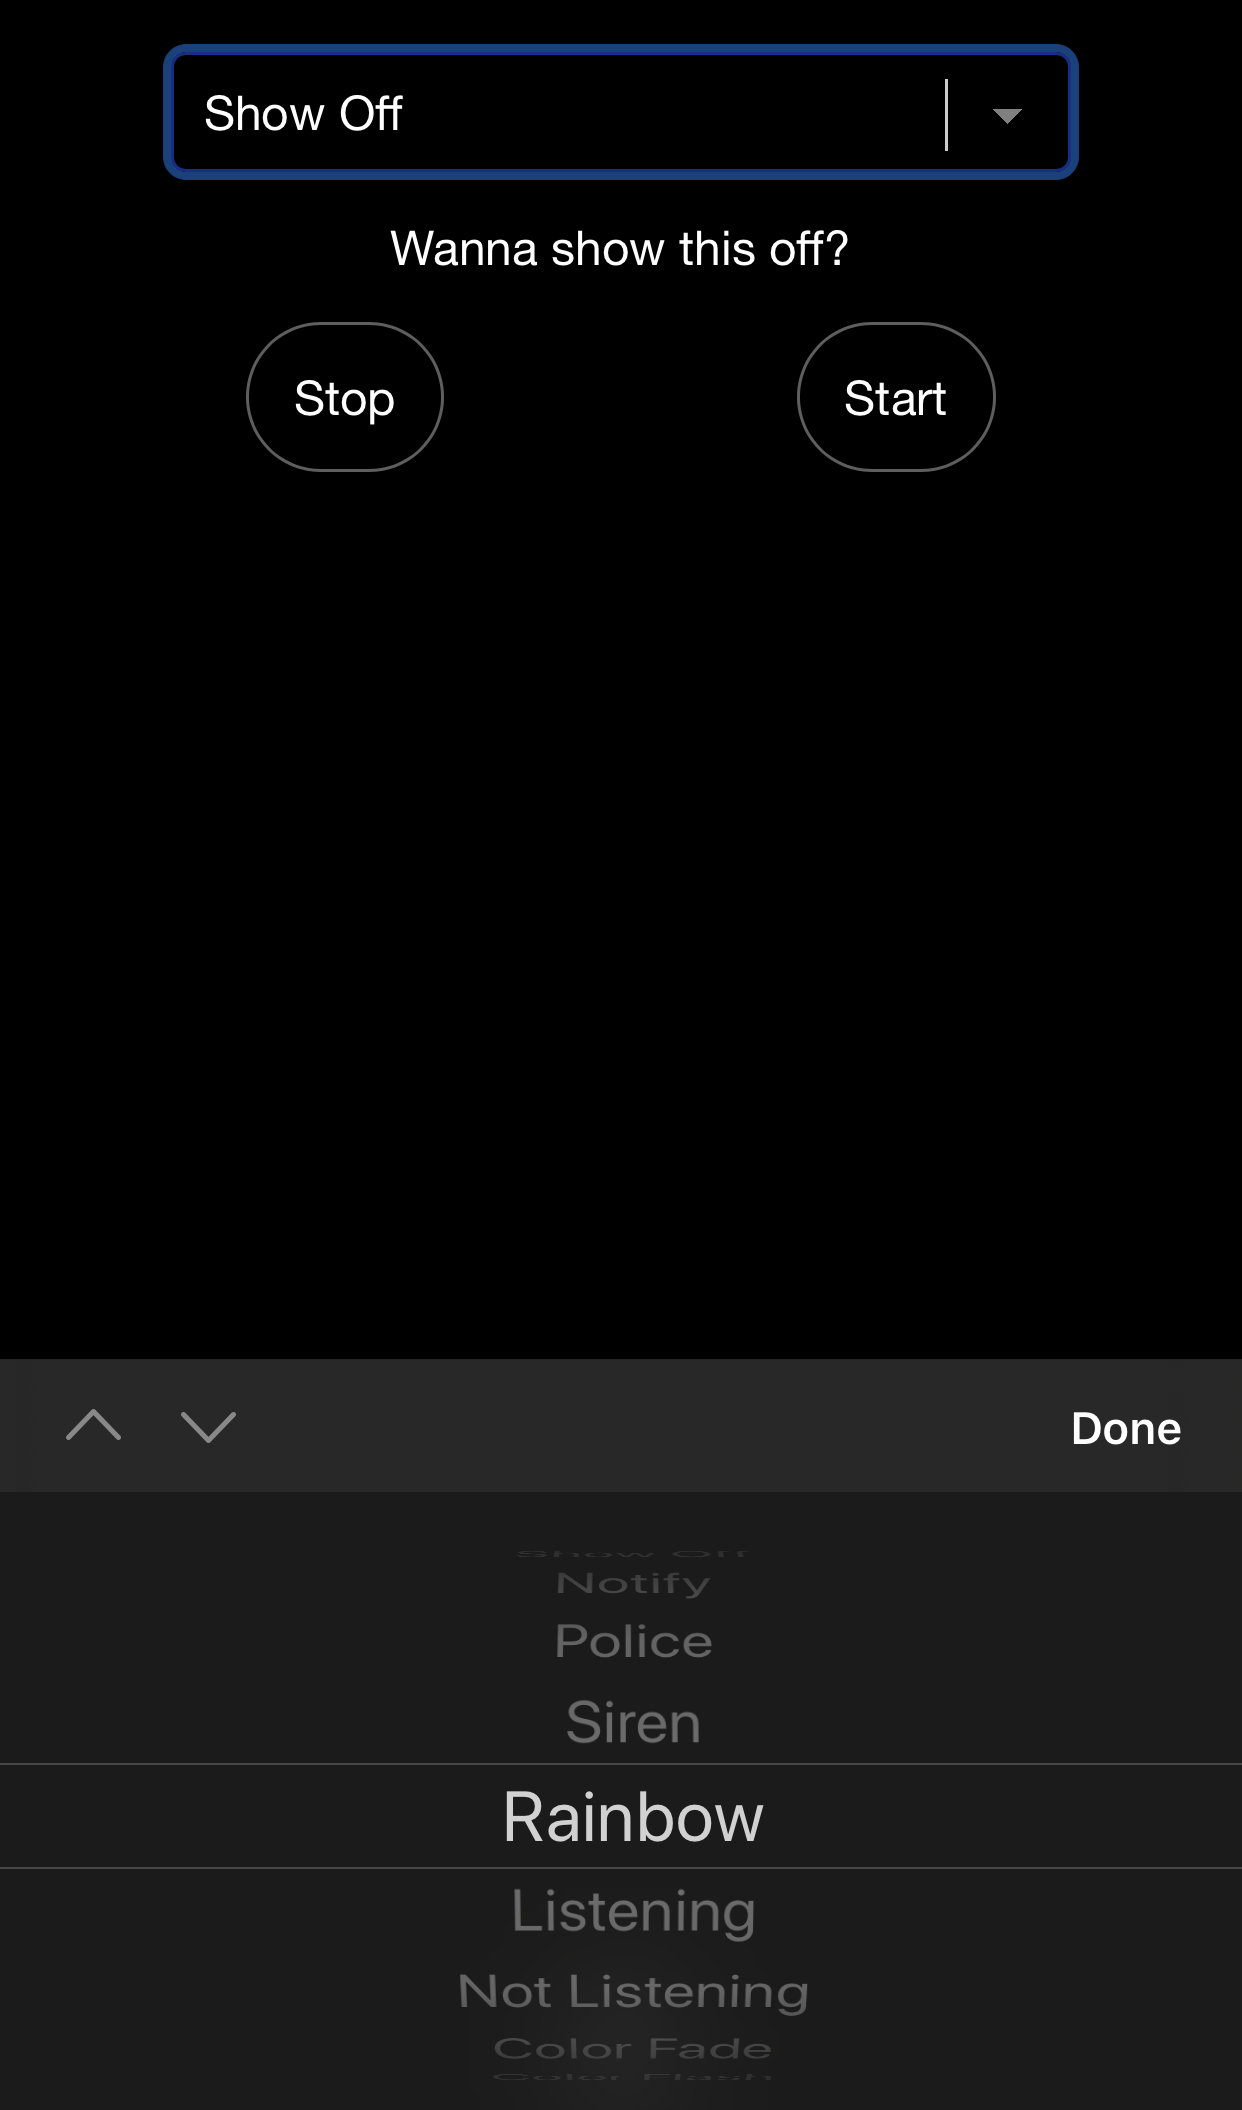 Show Off
Wanna show this off?
Stop
Start
Done
Show Off
Notify
Police
Siren
Rainbow
Listening
Not Listening
Color Fade
Color Flash